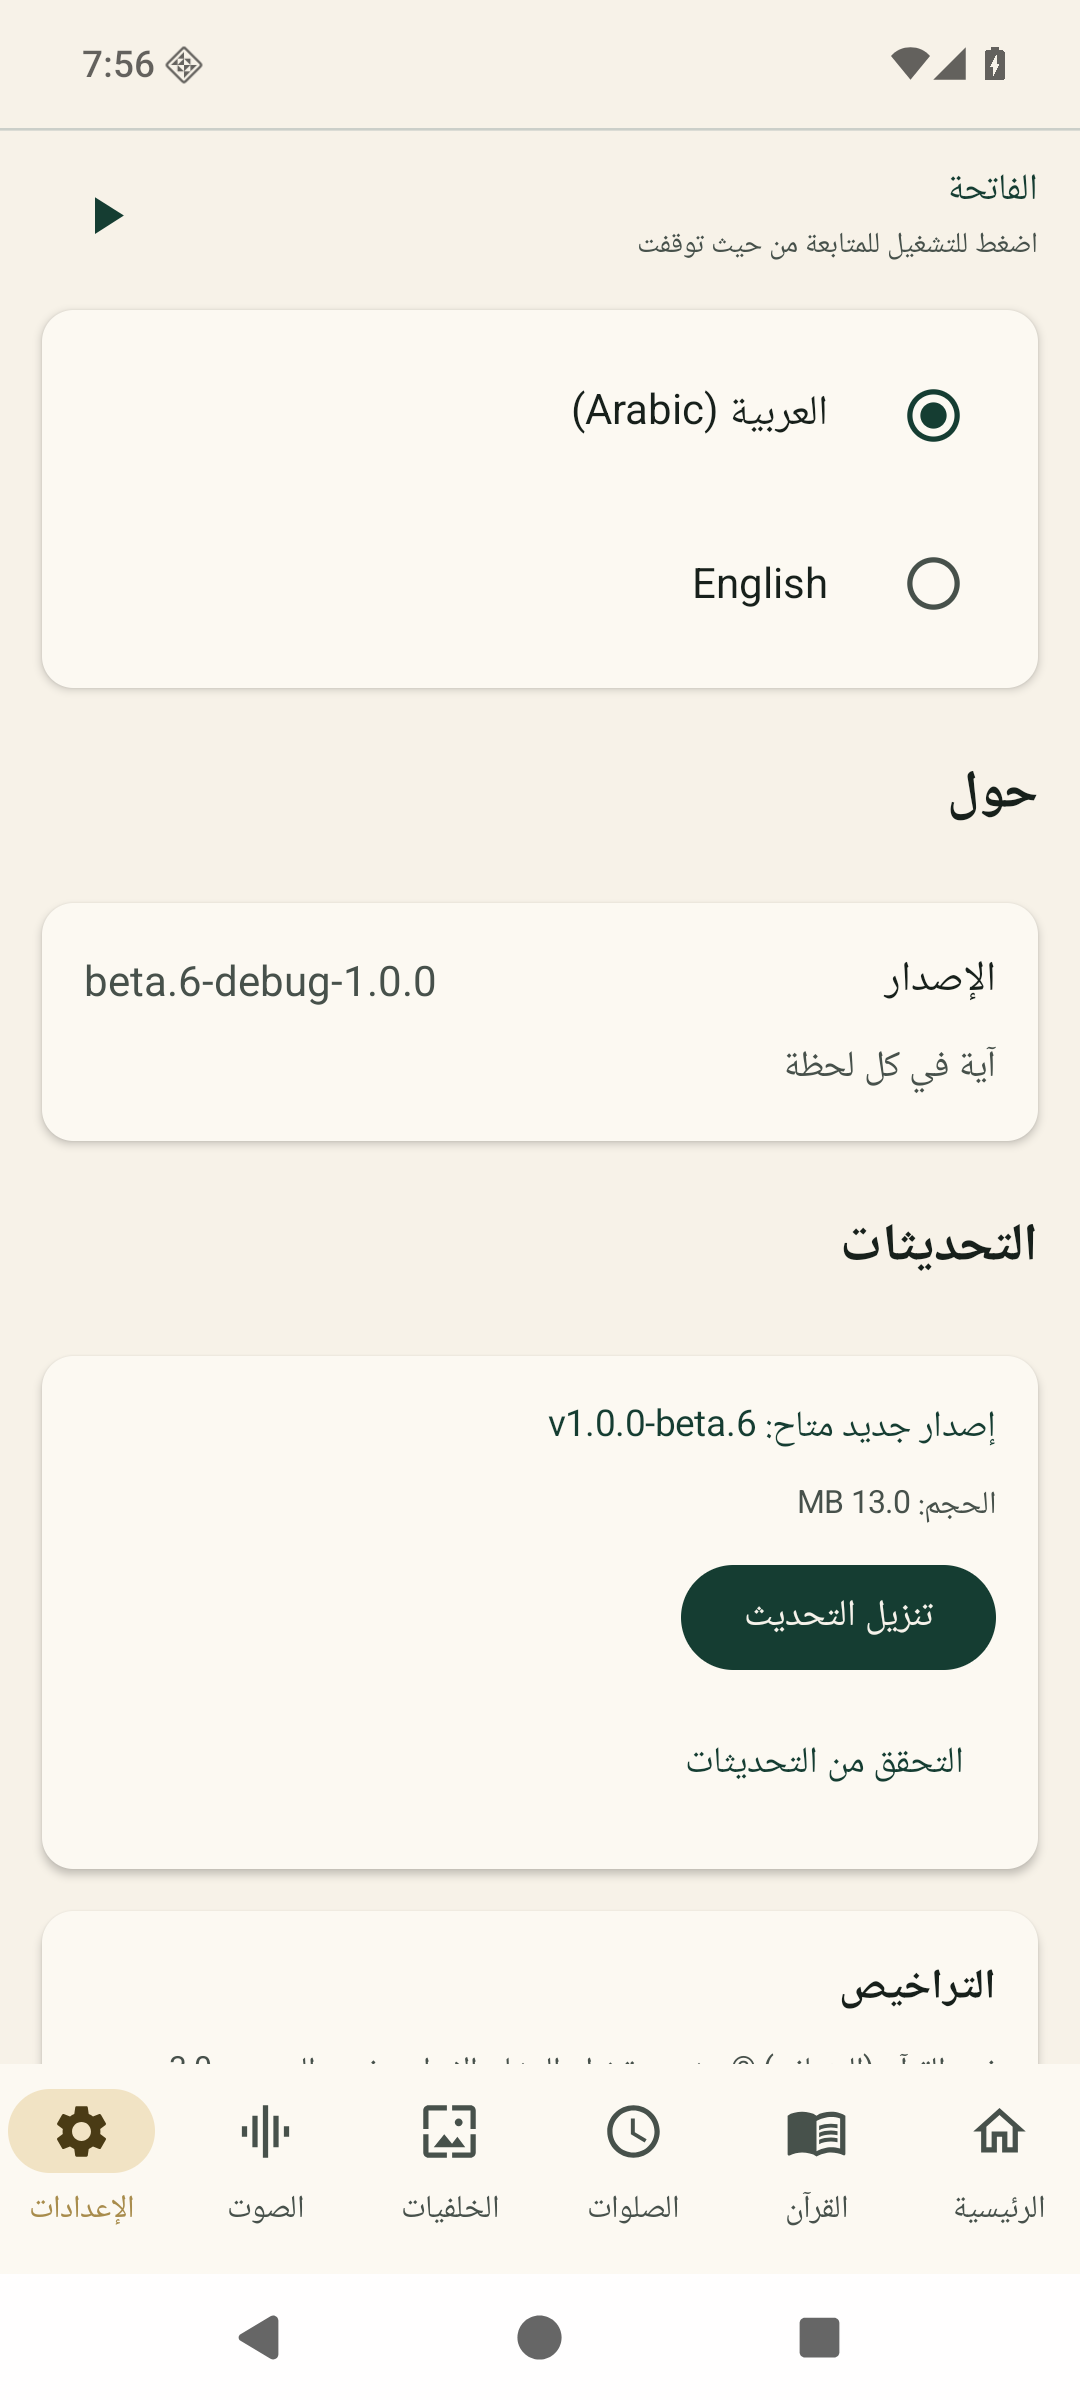 7:56
الفاتحة
اضغط للتشغيل للمتابعة من حيث توقفت
العربية (Arabic)
English
حول
الإصدار
beta.6-debug-1.0.0
آية في كل لحظة
التحديثات
إصدار جديد متاح: v1.0.0-beta.6
الحجم: 13.0 MB
تنزيل التحديث
التحقق من التحديثات
التراخيص
الرئيسية
القرآن
الصلوات
الخلفيات
الصوت
الإعدادات